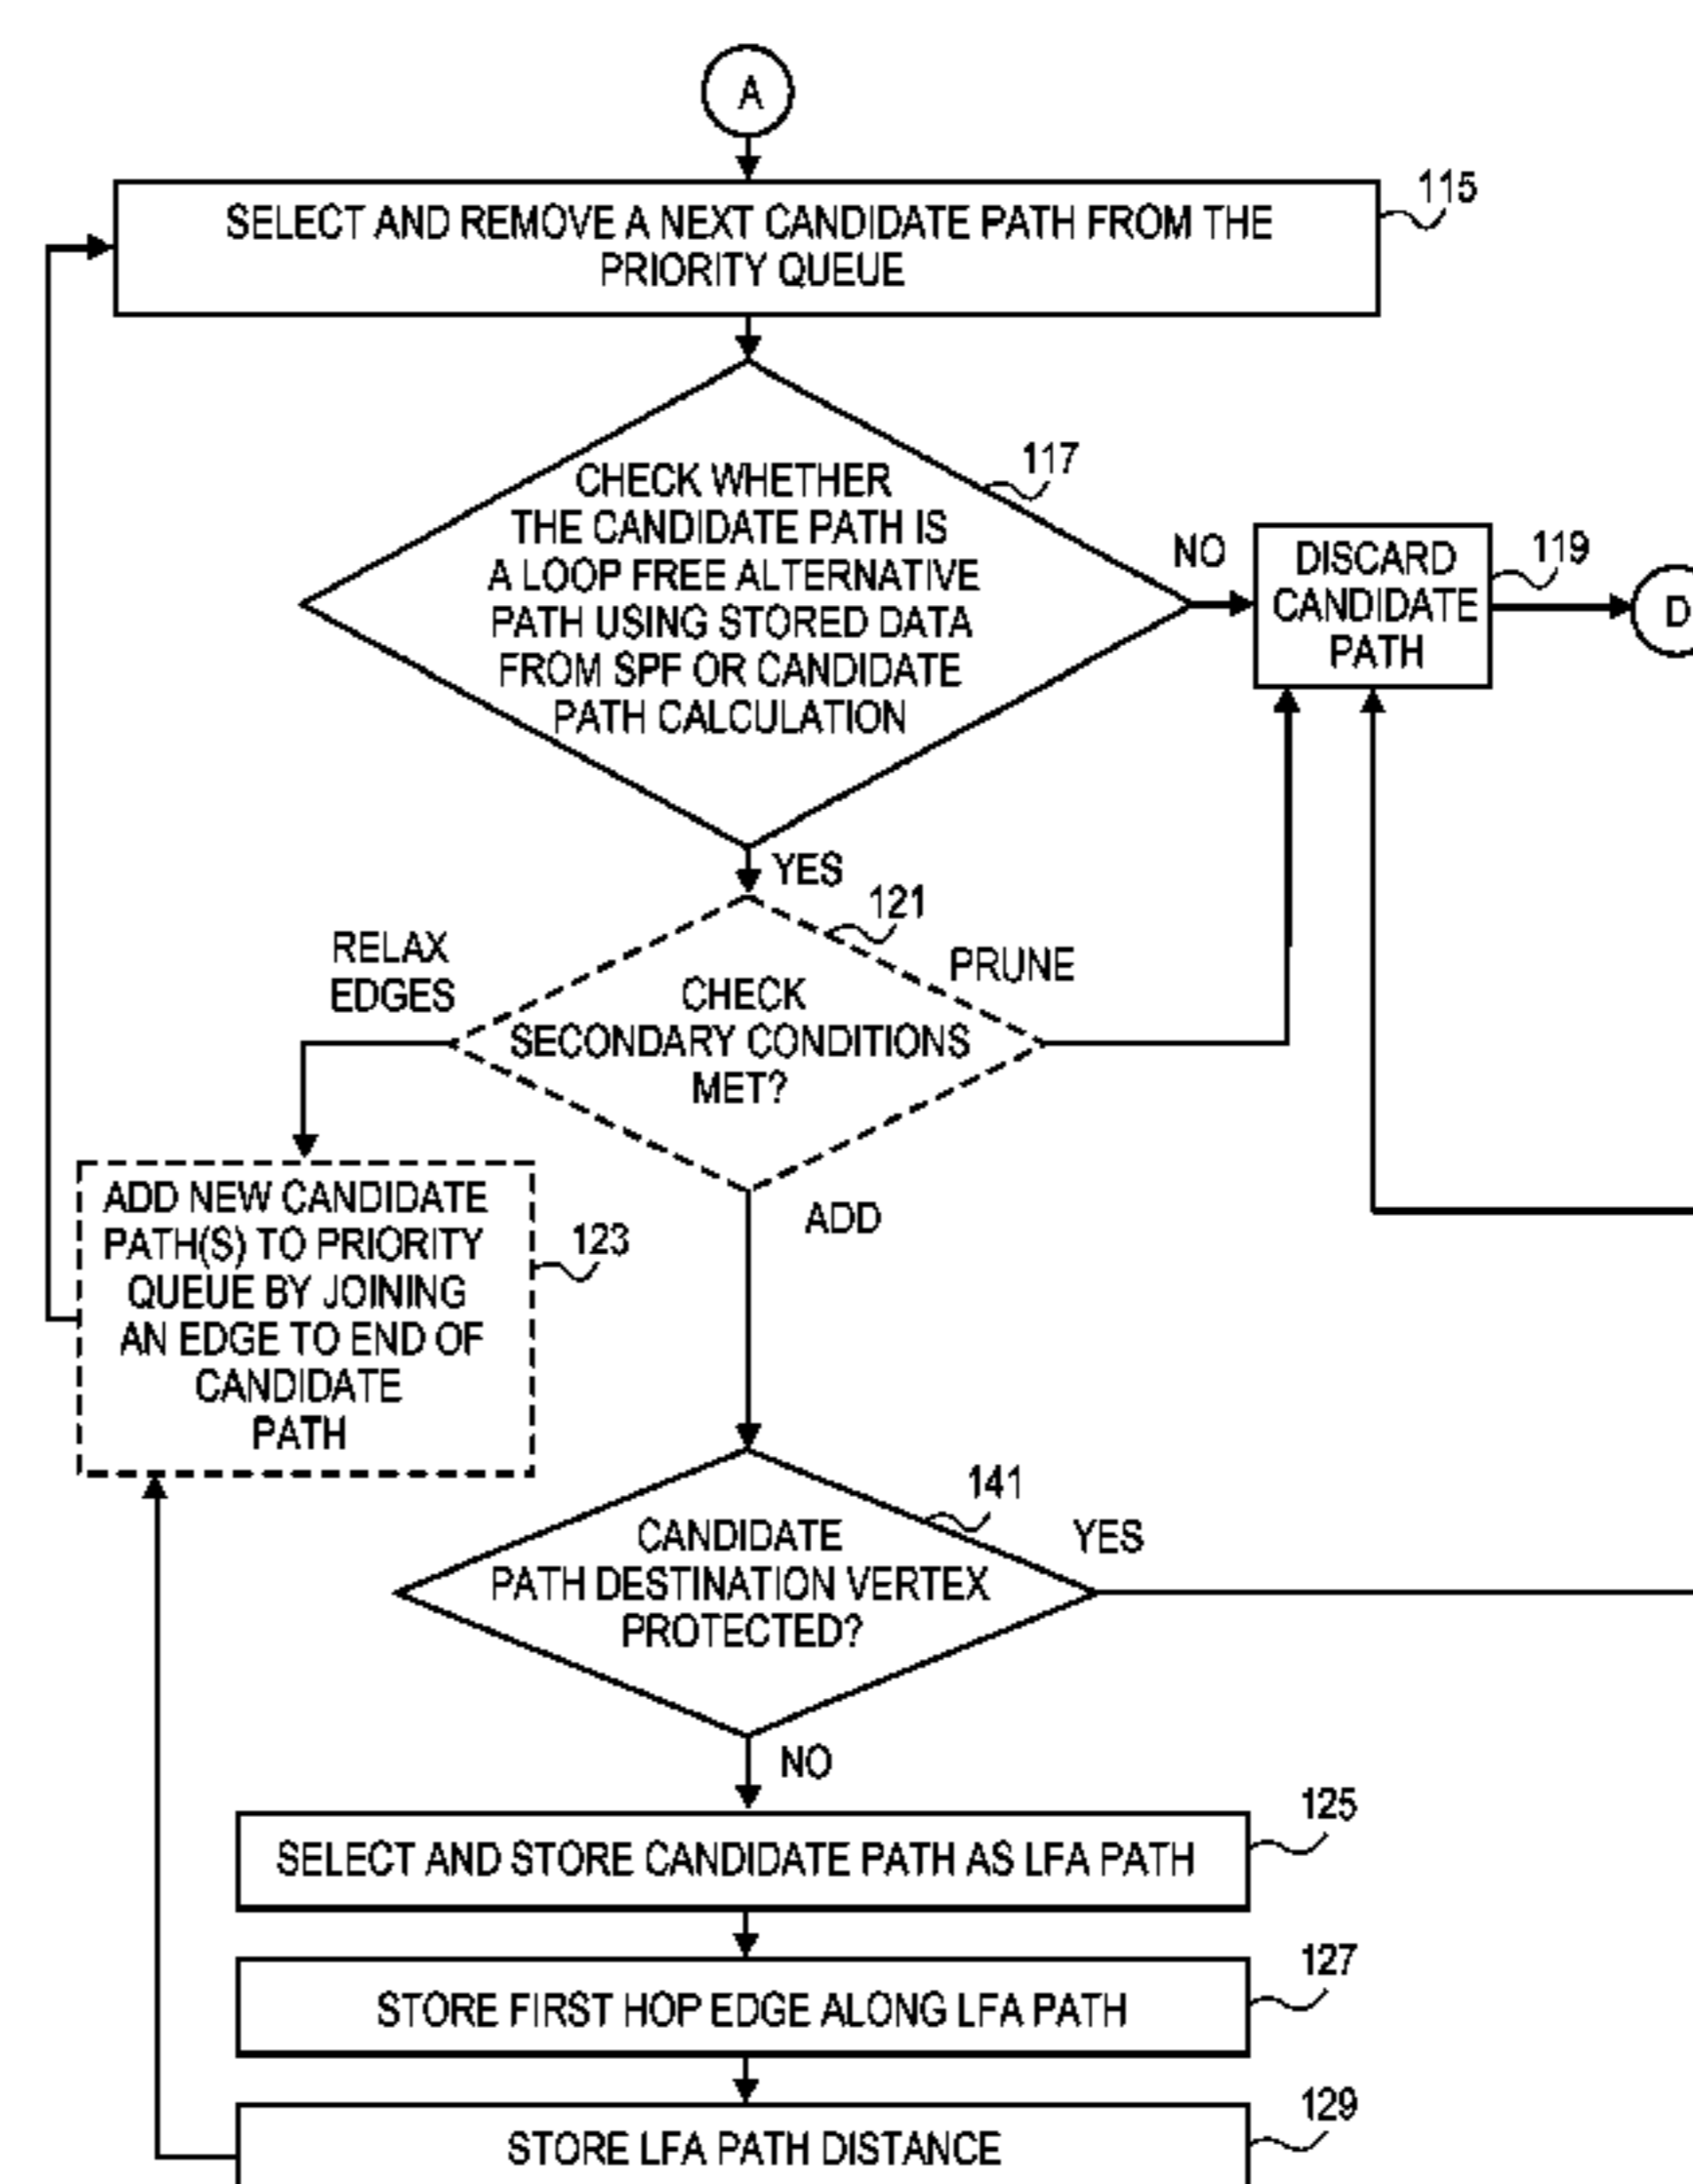 A
SELECT AND REMOVE A NEXT CANDIDATE PATH FROM THE
PRIORITY QUEUE
115
CHECK WHETHER
THE CANDIDATE PATH IS
A LOOP FREE ALTERNATIVE
PATH USING STORED DATA
FROM SPF OR CANDIDATE
PATH CALCULATION
117
NO
DISCARD
CANDIDATE
PATH
119
D
YES
121
RELAX
EDGES
PRUNE
CHECK
SECONDARY CONDITIONS
MET?
ADD
ADD NEW CANDIDATE
PATH(S) TO PRIORITY
QUEUE BY JOINING
AN EDGE TO END OF
CANDIDATE
PATH
123
141
CANDIDATE
PATH DESTINATION VERTEX
PROTECTED?
YES
NO
125
SELECT AND STORE CANDIDATE PATH AS LFA PATH
127
STORE FIRST HOP EDGE ALONG LFA PATH
129
STORE LFA PATH DISTANCE